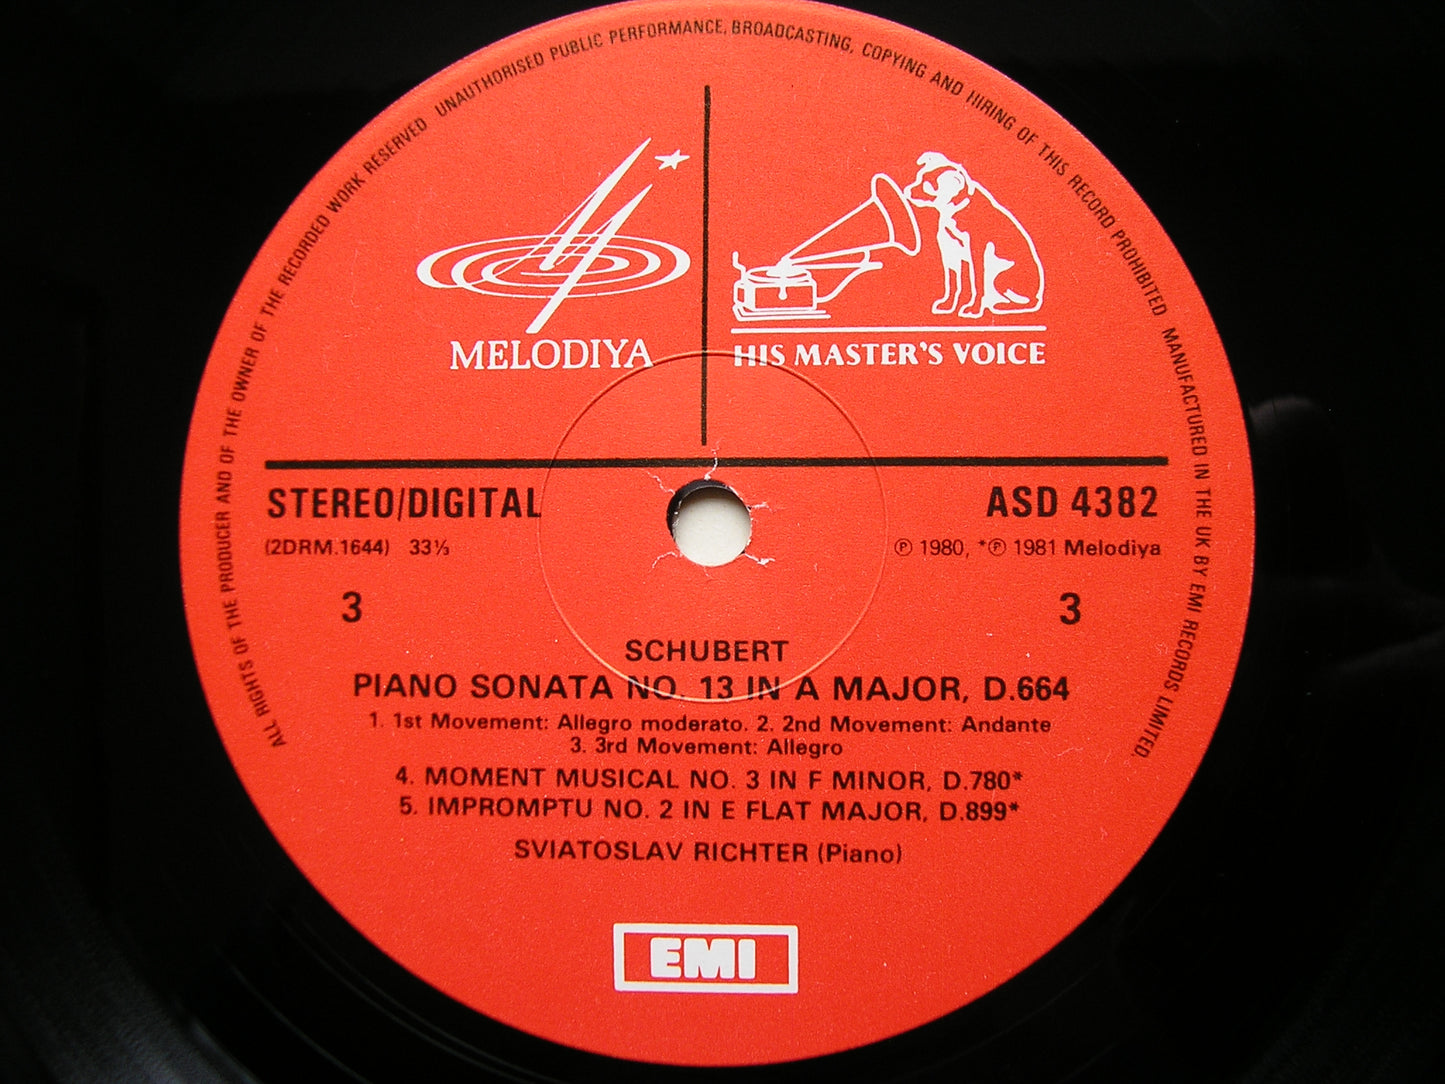 ALL RIGHTS OF THE PRODUCER AND OF THE OWNER OF THE RECORDED WORK RESERVED UNAUTHORISED PUBLIC PERFORMANCE, BROADCASTING, COPYING AND HIRING OF THIS RECORD PROHIBITED MANUFACTURED IN THE UK BY EMI RECORDS LIMITED.
MELODIYA
HIS MASTER'S VOICE
STEREO/DIGITAL ASD 4382
(2DRM.1644) 33⅓ ℗ 1980, *℗ 1981 Melodiya
3 3
SCHUBERT
PIANO SONATA NO. 13 IN A MAJOR, D.664
1. 1st Movement: Allegro moderato. 2. 2nd Movement: Andante
3. 3rd Movement: Allegro
4. MOMENT MUSICAL NO. 3 IN F MINOR, D.780*
5. IMPROMPTU NO. 2 IN E FLAT MAJOR, D.899*
SVIATOSLAV RICHTER (Piano)
EMI